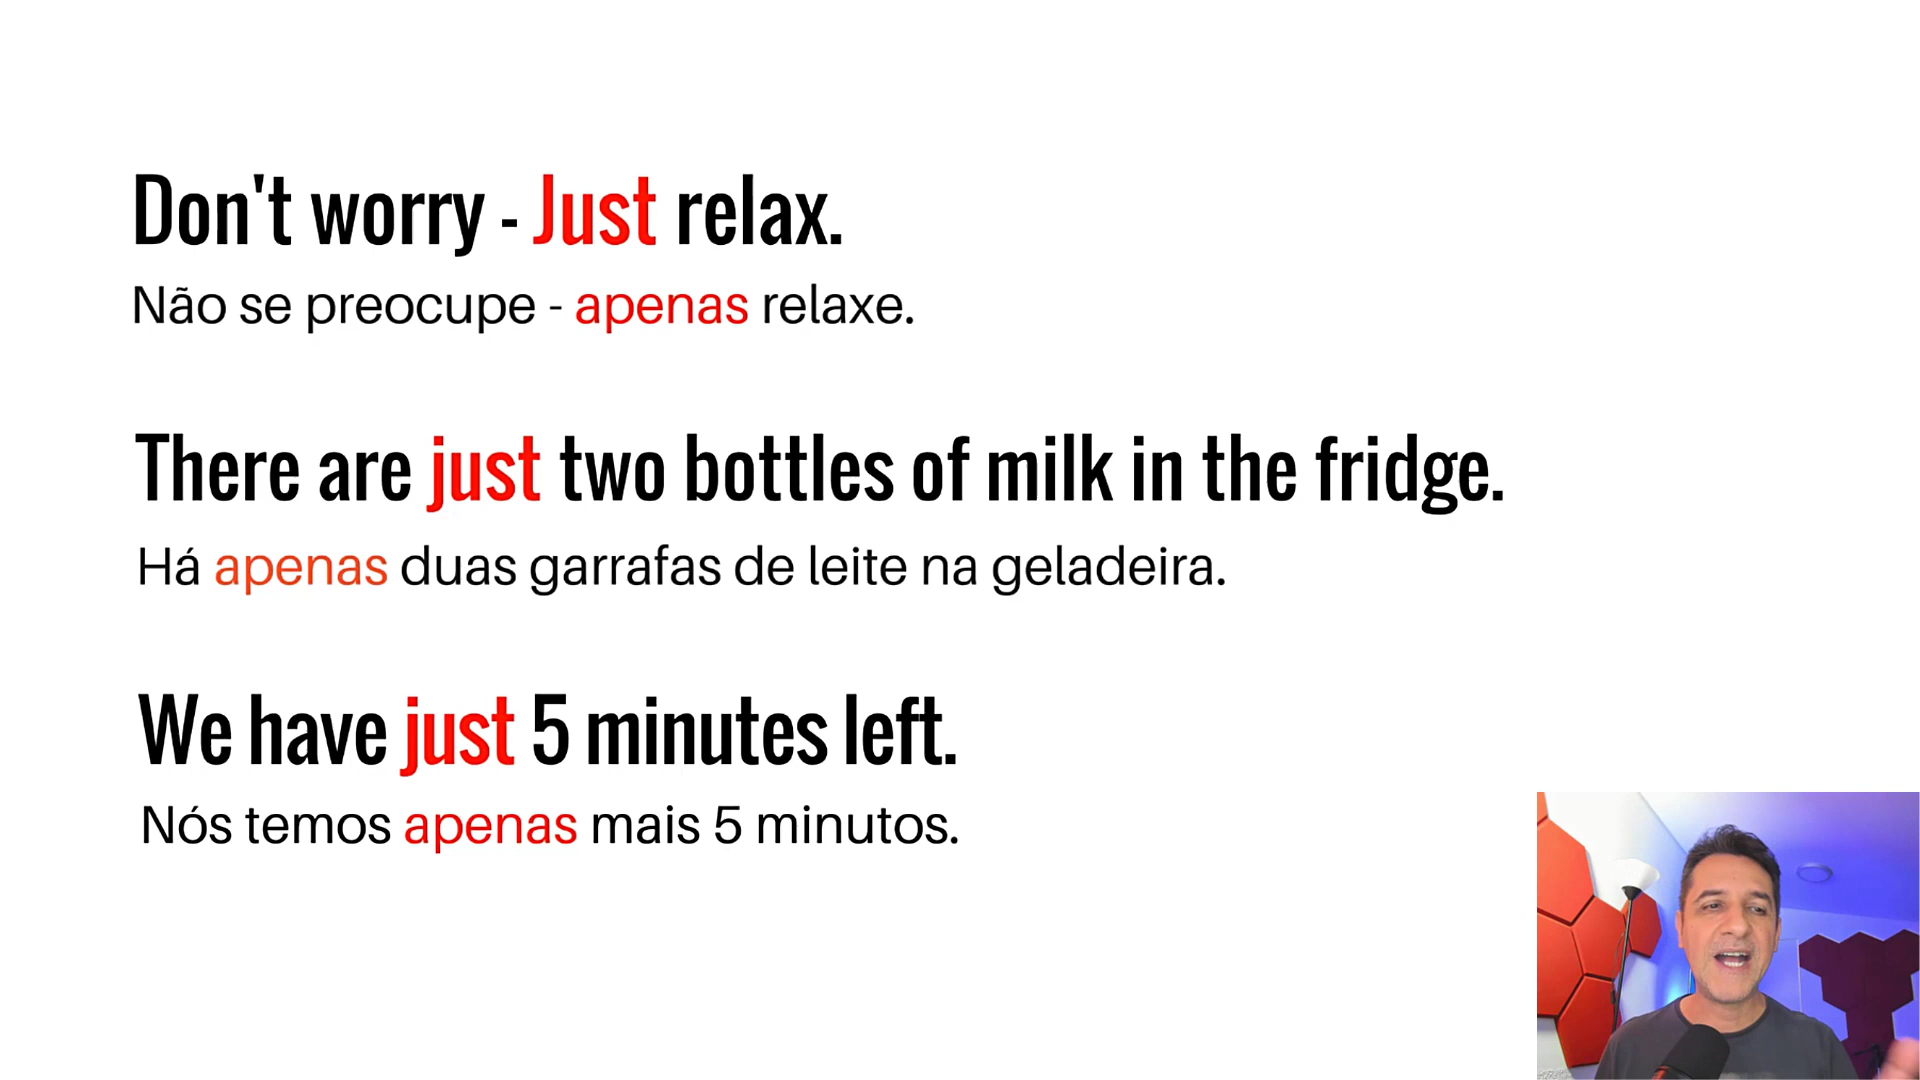 Don't worry - Just relax.
Não se preocupe - apenas relaxe.
There are just two bottles of milk in the fridge.
Há apenas duas garrafas de leite na geladeira.
We have just 5 minutes left.
Nós temos apenas mais 5 minutos.